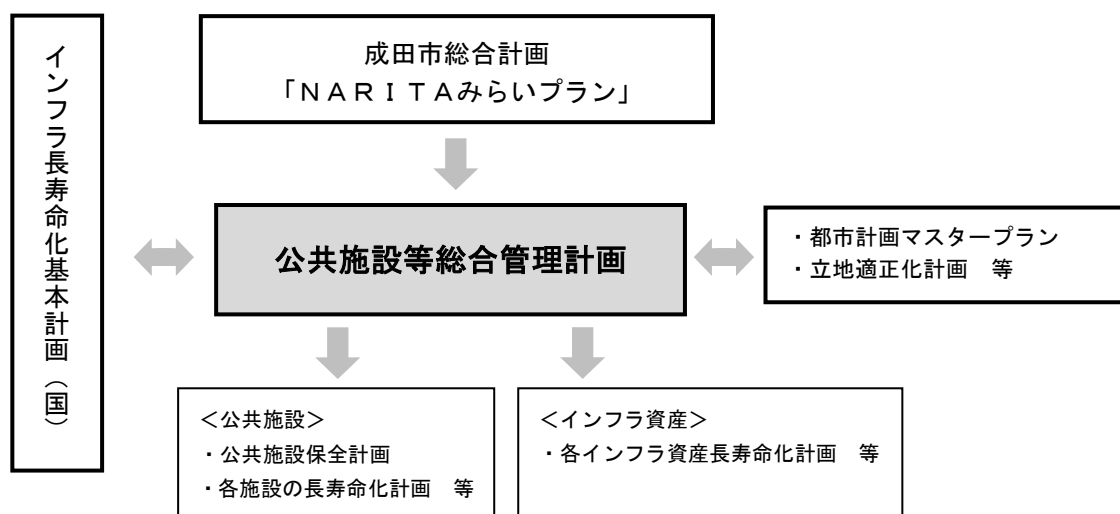 インフラ長寿命化基本計画（国）
成田市総合計画
「ＮＡＲＩＴＡみらいプラン」
公共施設等総合管理計画
・都市計画マスタープラン
・立地適正化計画　等
＜公共施設＞
・公共施設保全計画
・各施設の長寿命化計画　等
＜インフラ資産＞
・各インフラ資産長寿命化計画　等